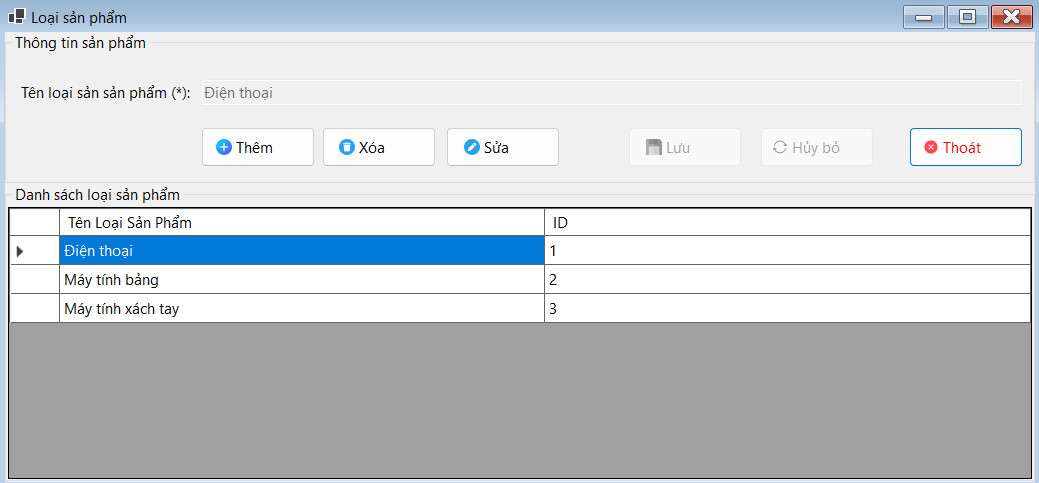 Loại sản phẩm
Thông tin sản phẩm
Tên loại sản sản phẩm (*): Điện thoại
Thêm Xóa Sửa Lưu Hủy bỏ Thoát
Danh sách loại sản phẩm
Tên Loại Sản Phẩm ID
Điện thoại 1
Máy tính bảng 2
Máy tính xách tay 3